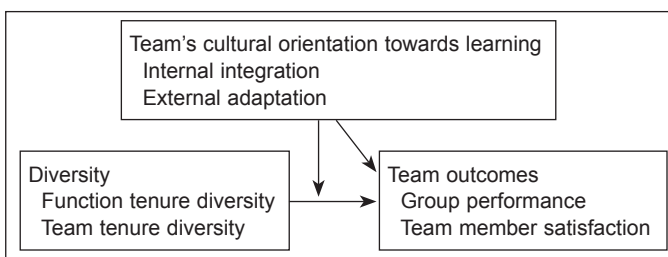 Team’s cultural orientation towards learning
Internal integration
External adaptation
Diversity
Function tenure diversity
Team tenure diversity
Team outcomes
Group performance
Team member satisfaction